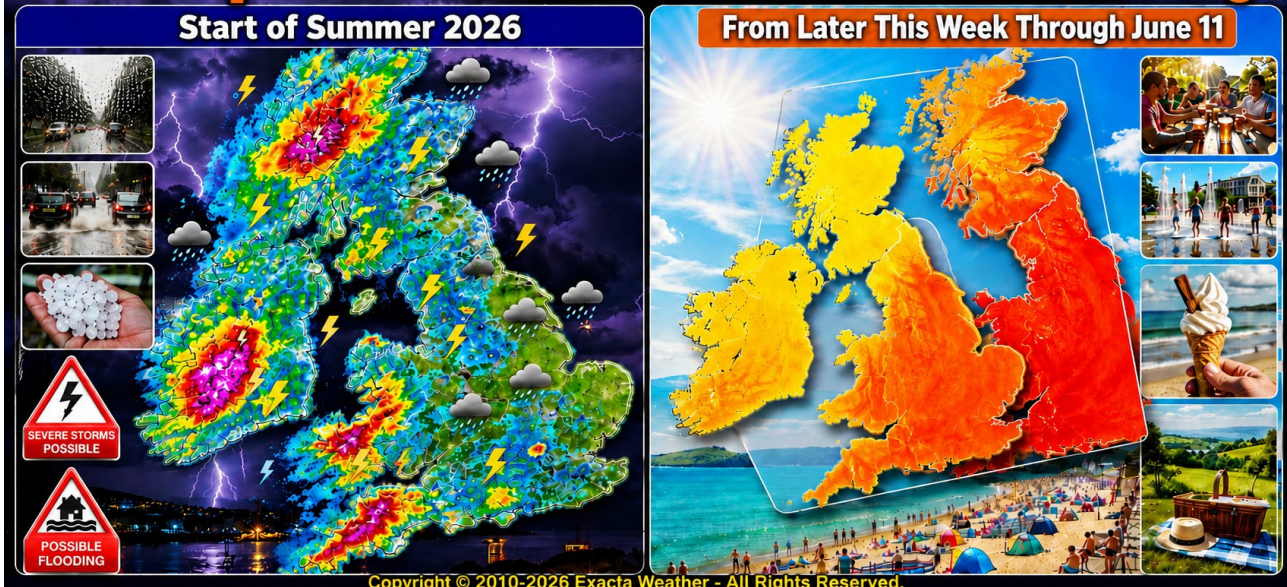 Start of Summer 2026
From Later This Week Through June 11
SEVERE STORMS
POSSIBLE
POSSIBLE
FLOODING
Copyright © 2010-2026 Exacta Weather - All Rights Reserved.